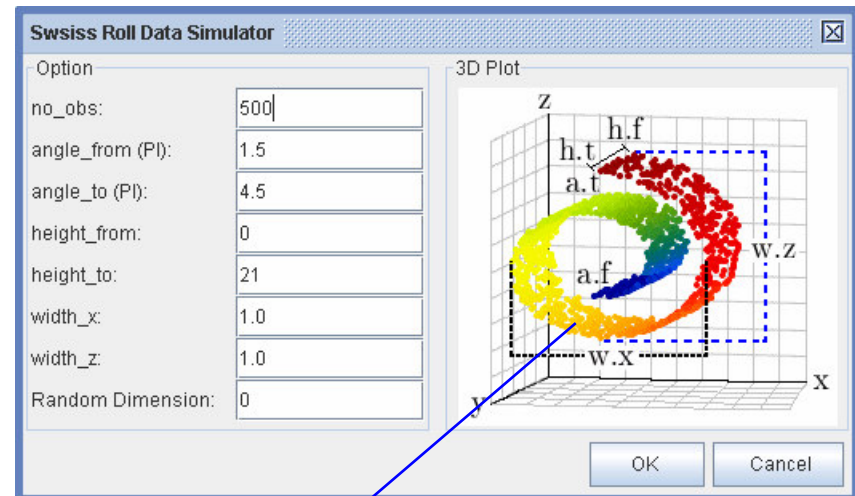 Swsiss Roll Data Simulator
Option
no_obs: 500
angle_from (PI): 1.5
angle_to (PI): 4.5
height_from: 0
height_to: 21
width_x: 1.0
width_z: 1.0
Random Dimension: 0
3D Plot
z
h.f
h.t
a.t
w.z
a.f
w.x
x
y
OK Cancel